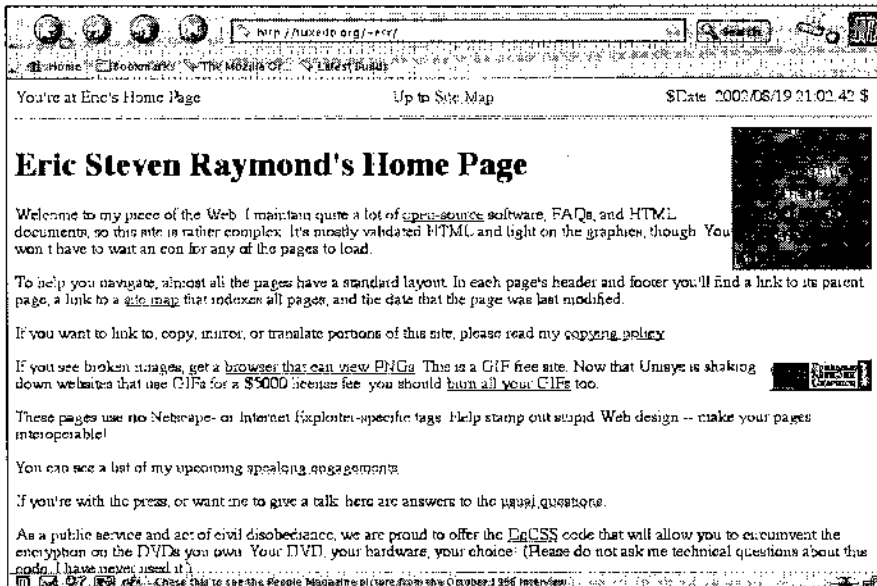 http://tuxedo.org/~esr/ Search
Home Bookmarks The Mozilla Or... Latest Builds
You're at Eric's Home Page Up to Site Map $Date 2002/08/19 21:02:42 $
Eric Steven Raymond's Home Page
Welcome to my piece of the Web. I maintain quite a lot of open-source software, FAQs, and HTML
documents, so this site is rather complex. It's mostly validated HTML and light on the graphics, though. You
won't have to wait an eon for any of the pages to load.
To help you navigate, almost all the pages have a standard layout. In each page's header and footer you'll find a link to its parent
page, a link to a site map that indexes all pages, and the date that the page was last modified.
If you want to link to, copy, mirror, or translate portions of this site, please read my copying policy
If you see broken images, get a browser that can view PNGs. This is a GIF free site. Now that Unisys is shaking
down websites that use GIFs for a $5000 license fee, you should burn all your GIFs too.
These pages use no Netscape- or Internet Exploiter-specific tags. Help stamp out stupid Web design -- make your pages
interoperable!
You can see a list of my upcoming speaking engagements
If you're with the press, or want me to give a talk, here are answers to the usual questions.
As a public service and act of civil disobedience, we are proud to offer the DeCSS code that will allow you to circumvent the
encryption on the DVDs you own. Your DVD, your hardware, your choice! (Please do not ask me technical questions about this
code. I have never used it.)
Chase this to see the People Magazine picture from the October 1996 interview